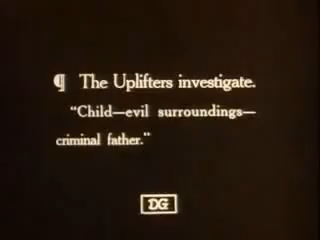 ¶ The Uplifters investigate.
“Child—evil surroundings—
criminal father.”
DG